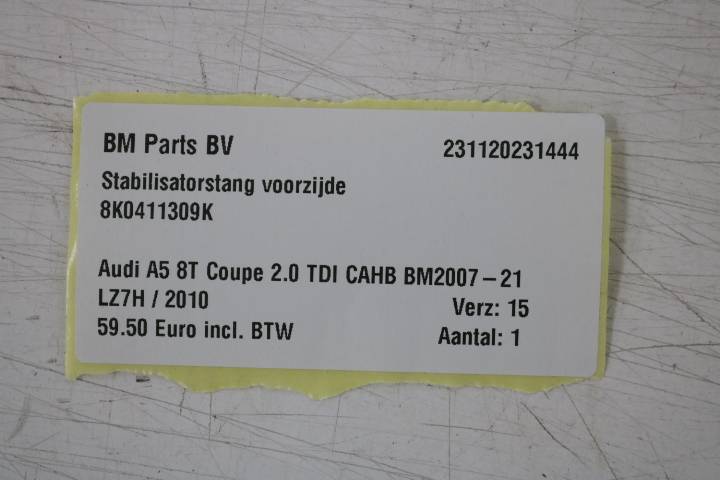 BM Parts BV 231120231444
Stabilisatorstang voorzijde
8K0411309K
Audi A5 8T Coupe 2.0 TDI CAHB BM2007-21
LZ7H / 2010 Verz: 15
59.50 Euro incl. BTW Aantal: 1